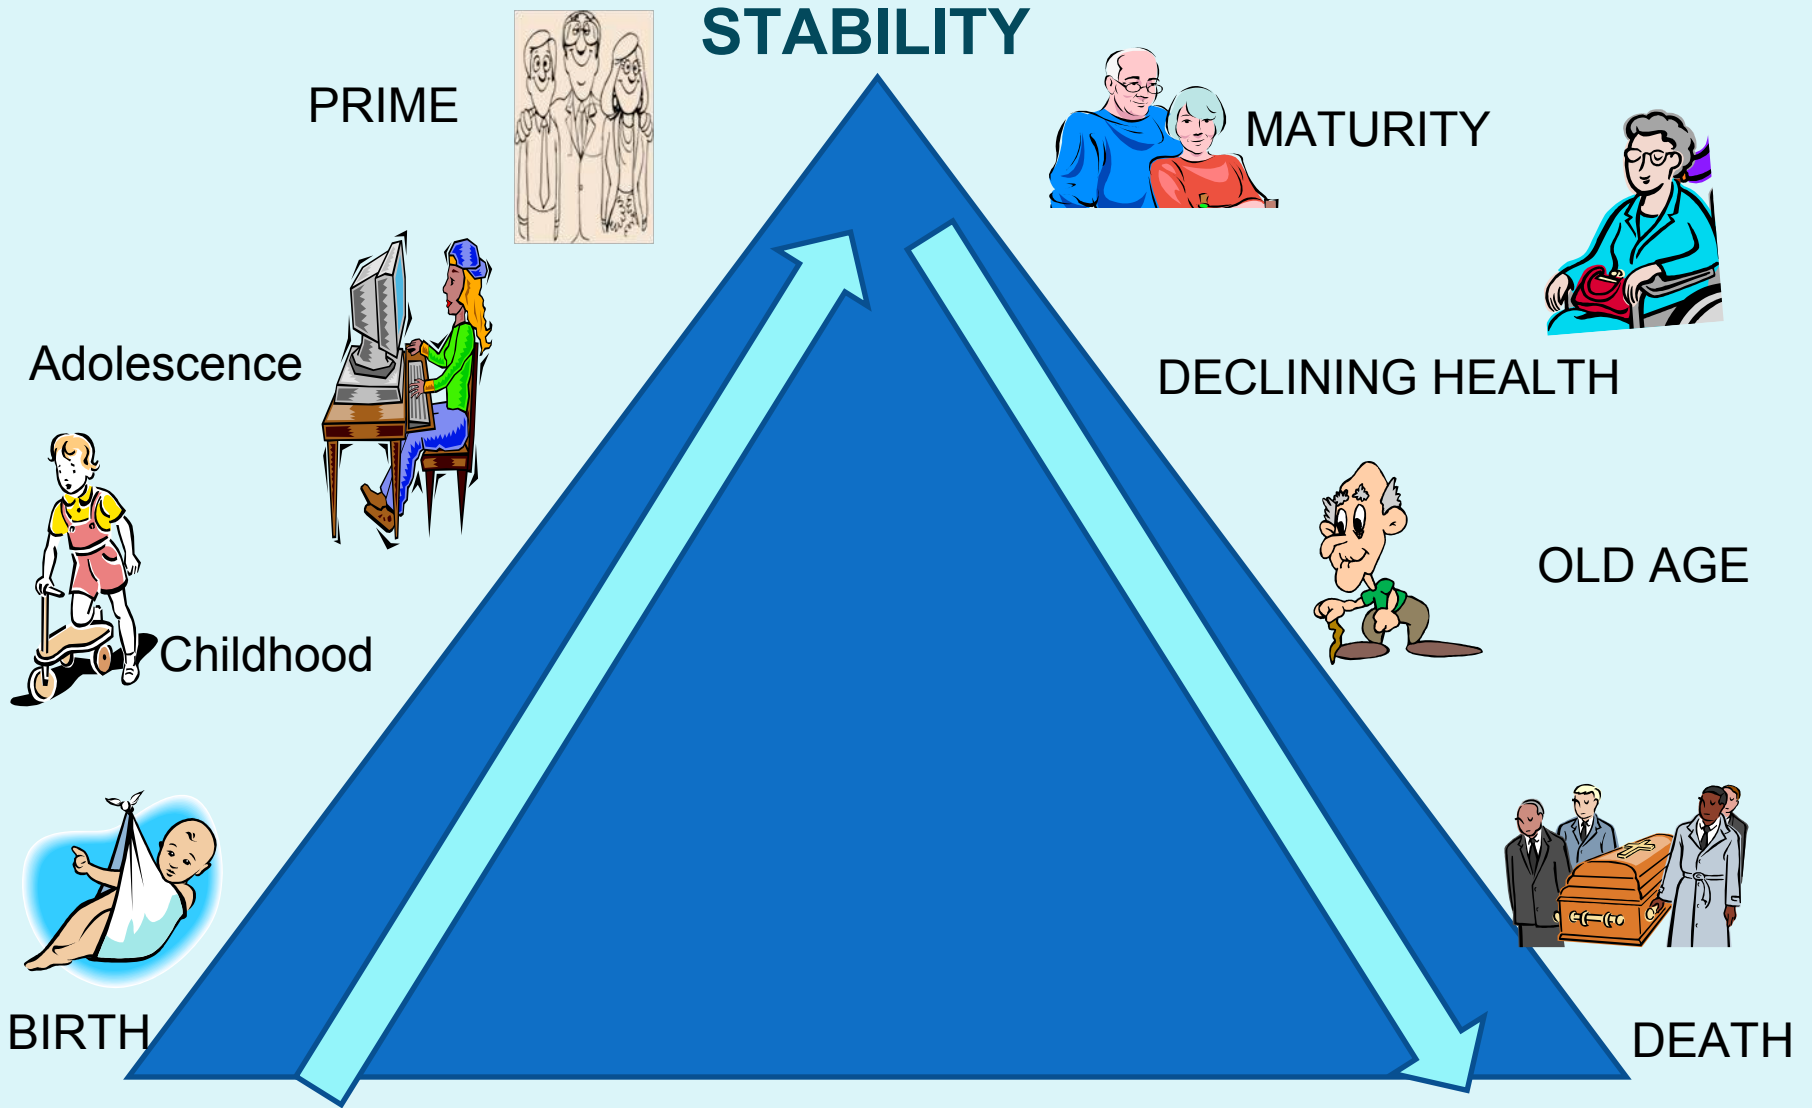 STABILITY
PRIME
MATURITY
Adolescence
DECLINING HEALTH
OLD AGE
Childhood
BIRTH
DEATH